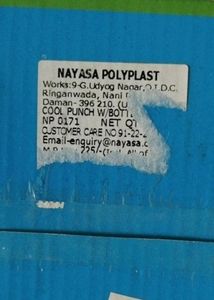 NAYASA POLYPLAST
Works:9-G.Udyog Nagar,O.I.D.C.
Ringanwada, Nani
Daman- 396 210. (U
COOL PUNCH W/BOTT
NP 0171 NET QT
CUSTOMER CARE NO 91-22-
Email-enquiry@nayasa.c
225/-